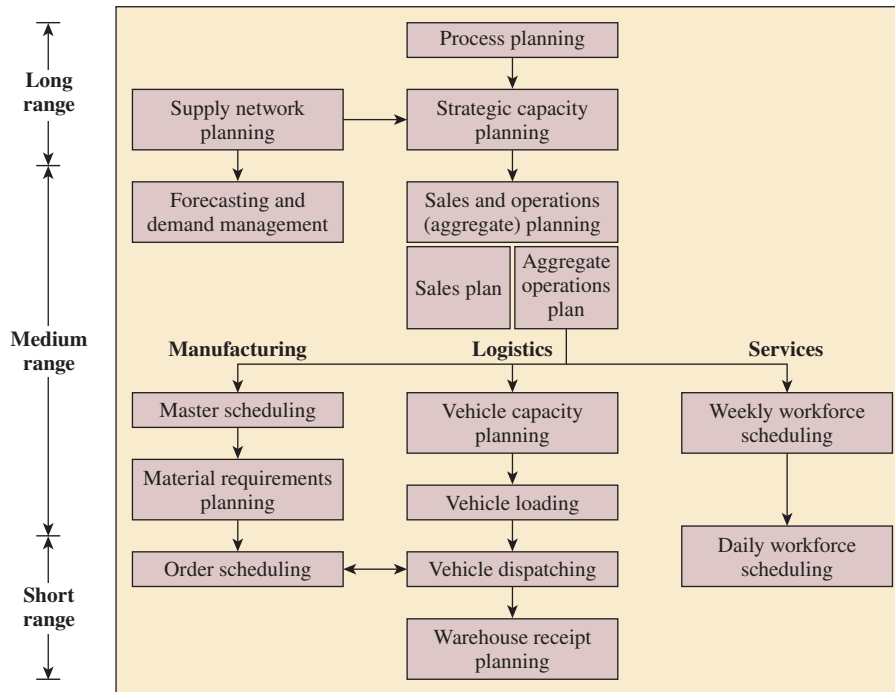 Process planning
Long
range
Supply network
planning
Strategic capacity
planning
Forecasting and
demand management
Sales and operations
(aggregate) planning
Sales plan
Aggregate
operations
plan
Medium
range
Manufacturing
Logistics
Services
Master scheduling
Vehicle capacity
planning
Weekly workforce
scheduling
Material requirements
planning
Vehicle loading
Order scheduling
Vehicle dispatching
Daily workforce
scheduling
Short
range
Warehouse receipt
planning